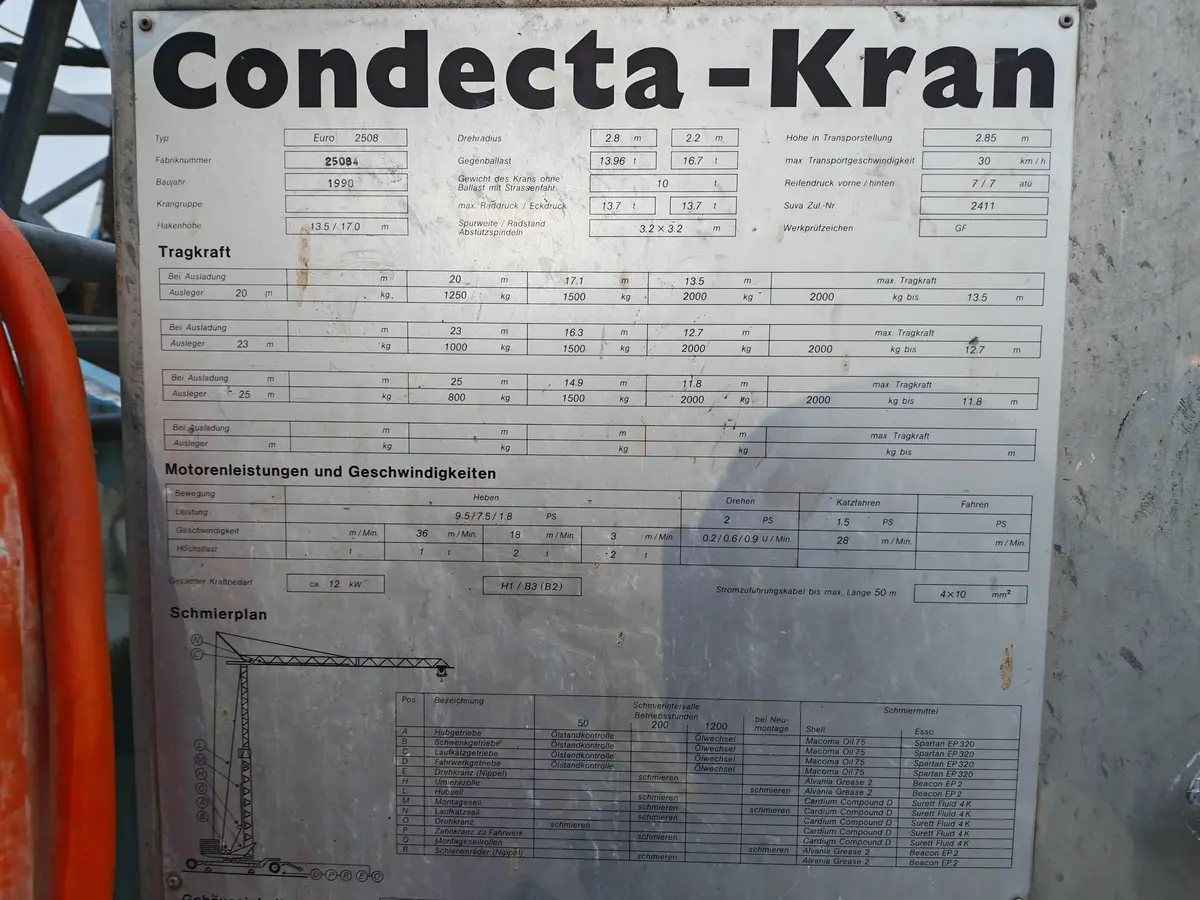 Condecta-Kran
Typ Euro 2508 Drehradius 2.8 m 2.2 m Höhe in Transporstellung 2.85 m
Fabriknummer 25084 Gegenballast 13.96 t 16.7 t max. Transportgeschwindigkeit 30 km/h
Baujahr 1990 Gewicht des Krans ohne Ballast mit Strassenfahr. 10 t Reifendruck vorne / hinten 7 / 7 atü
Krangruppe max. Raddruck / Eckdruck 13.7 t 13.7 t Suva Zul.-Nr. 2411
Hakenhöhe 13.5 / 17.0 m Spurweite / Radstand Abstützspindeln 3.2 × 3.2 m Werkprüfzeichen GF
Tragkraft
Bei Ausladung m 20 m 17.1 m 13.5 m max. Tragkraft
Ausleger 20 m kg. 1250 kg 1500 kg 2000 kg 2000 kg bis 13.5 m
Bei Ausladung m 23 m 16.3 m 12.7 m max. Tragkraft
Ausleger 23 m kg 1000 kg 1500 kg 2000 kg 2000 kg bis 12.7 m
Bei Ausladung m m 25 m 14.9 m 11.8 m max. Tragkraft
Ausleger 25 m kg 800 kg 1500 kg 2000 kg 2000 kg bis 11.8 m
Bei Ausladung m m m m max. Tragkraft
Ausleger m kg kg kg kg kg bis m
Motorenleistungen und Geschwindigkeiten
Bewegung Heben Drehen Katzfahren Fahren
Leistung 9.5 / 7.5 / 1.8 PS 2 PS 1.5 PS PS
Geschwindigkeit m / Min. 36 m / Min. 18 m / Min. 3 m / Min. 0.2 / 0.6 / 0.9 U / Min. 28 m / Min. m / Min.
Höchstlast t 1 t 2 t 2 t
Gesamter Kraftbedarf ca. 12 kW H1 / B3 (B2) Stromzuführungskabel bis max. Länge 50 m 4×10 mm²
Schmierplan
N
C
L
M
H
Q
A
B
D P R E O
Pos. Bezeichnung Schmierintervalle Betriebsstunden bei Neumontage Schmiermittel
50 200 1200 Shell Esso
A Hubgetriebe Ölstandkontrolle Ölwechsel Macoma Oil 75 Spartan EP 320
B Schwenkgetriebe Ölstandkontrolle Ölwechsel Macoma Oil 75 Spartan EP 320
C Laufkatzgetriebe Ölstandkontrolle Ölwechsel Macoma Oil 75 Spartan EP 320
D Fahrwerkgetriebe Ölstandkontrolle Ölwechsel Macoma Oil 75 Spartan EP 320
E Drehkranz (Nippel) schmieren Alvania Grease 2 Beacon EP 2
H Umlenkrolle schmieren Alvania Grease 2 Beacon EP 2
L Hubseil schmieren Cardium Compound D Surett Fluid 4 K
M Montageseil schmieren schmieren Cardium Compound D Surett Fluid 4 K
N Laufkatzseil schmieren Cardium Compound D Surett Fluid 4 K
O Drehkranz schmieren Cardium Compound D Surett Fluid 4 K
P Zahnkranz zu Fahrwerk schmieren Cardium Compound D Surett Fluid 4 K
Q Montageseilrollen schmieren Alvania Grease 2 Beacon EP 2
R Schienenräder (Nippel) schmieren Alvania Grease 2 Beacon EP 2